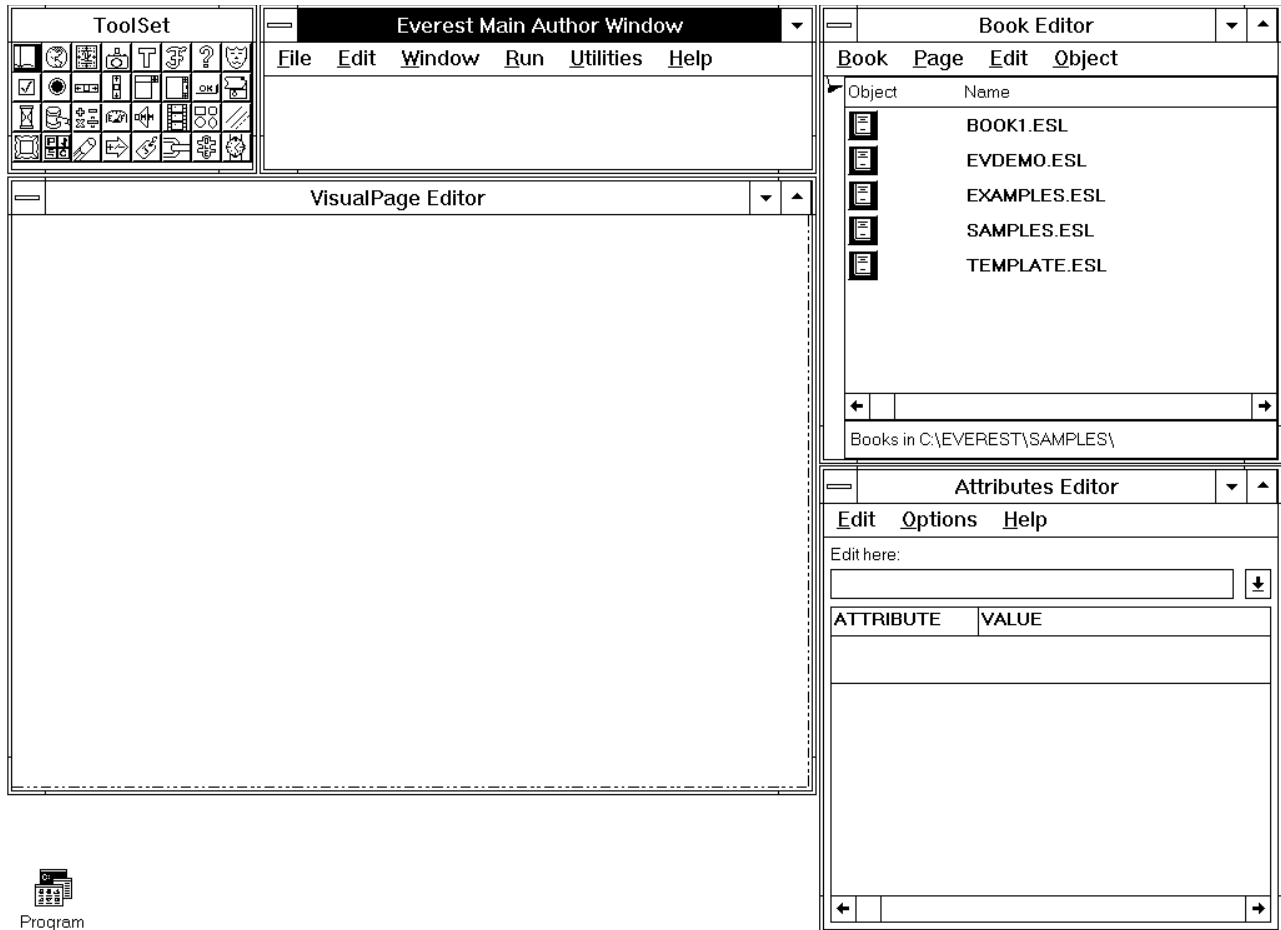 ToolSet
T F ?
OK
Everest Main Author Window
File Edit Window Run Utilities Help
VisualPage Editor
Book Editor
Book Page Edit Object
Object Name
BOOK1.ESL
EVDEMO.ESL
EXAMPLES.ESL
SAMPLES.ESL
TEMPLATE.ESL
Books in C:\EVEREST\SAMPLES\
Attributes Editor
Edit Options Help
Edit here:
ATTRIBUTE VALUE
Program